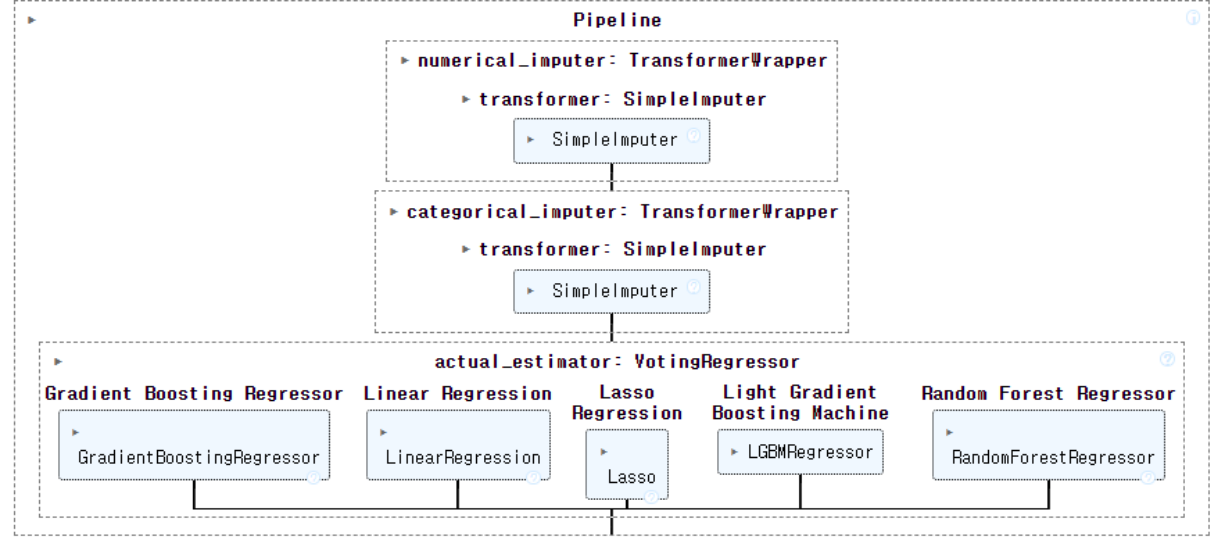 Pipeline
numerical_imputer: TransformerWrapper
transformer: SimpleImputer
SimpleImputer
categorical_imputer: TransformerWrapper
transformer: SimpleImputer
SimpleImputer
actual_estimator: VotingRegressor
Gradient Boosting Regressor
GradientBoostingRegressor
Linear Regression
LinearRegression
Lasso
Regression
Lasso
Light Gradient
Boosting Machine
LGBMRegressor
Random Forest Regressor
RandomForestRegressor